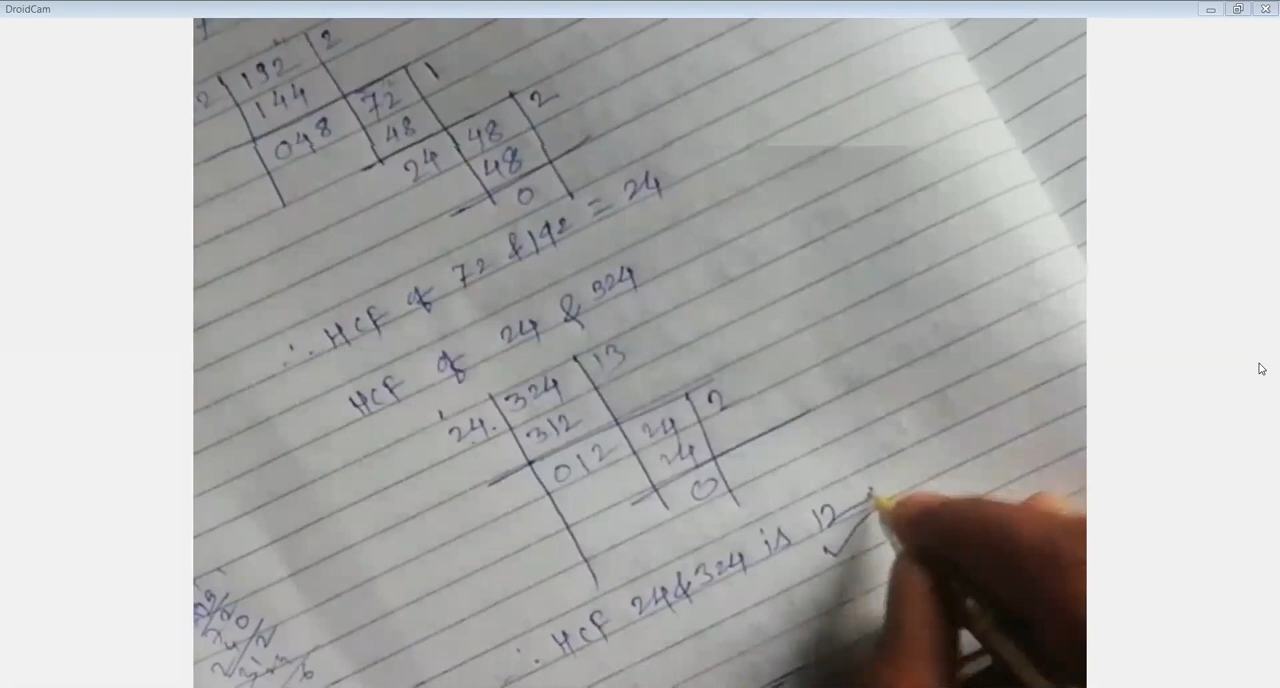 DroidCam
2 192 2
144 72 1
048 48 48 2
24 48
0
∴ HCF of 72 & 192 = 24
HCF of 24 & 324
24. 324 13
312 24 2
012 24
0
∴ HCF 24 & 324 is 12